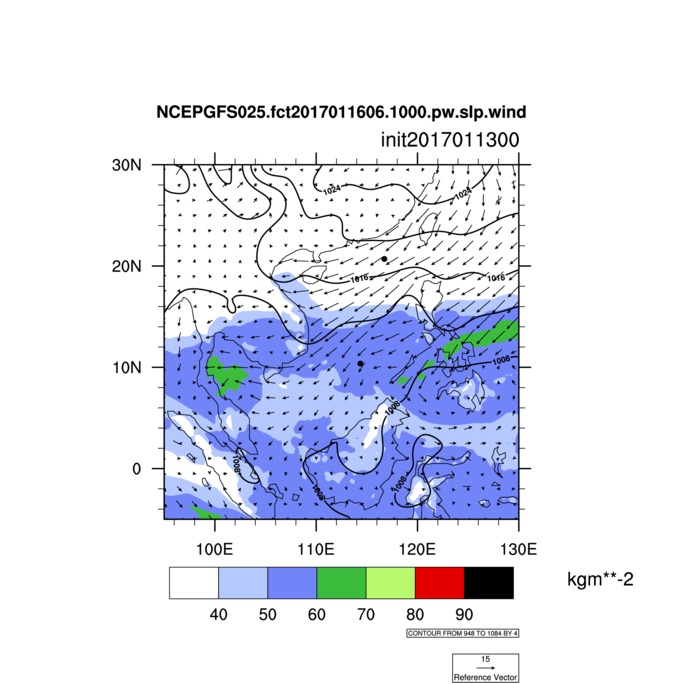 NCEPGFS025.fct2017011606.1000.pw.slp.wind
init2017011300
30N
1024
1024
20N
1016
1016
10N
1008
1008
0
1008
1008
1008
100E 110E 120E 130E
kgm**-2
40 50 60 70 80 90
CONTOUR FROM 948 TO 1084 BY 4
15
Reference Vector